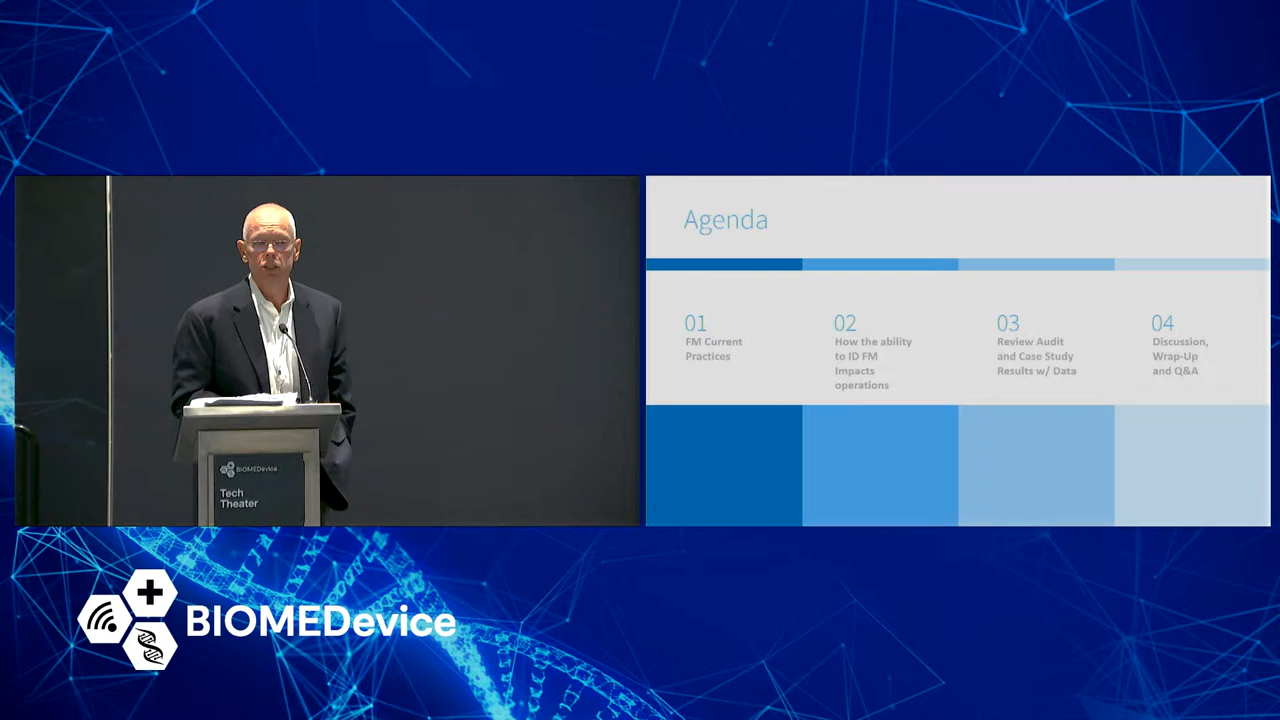 Agenda
01
FM Current
Practices
02
How the ability
to ID FM
Impacts
operations
03
Review Audit
and Case Study
Results w/ Data
04
Discussion,
Wrap-Up
and Q&A
BIOMEDevice
Tech
Theater
BIOMEDevice